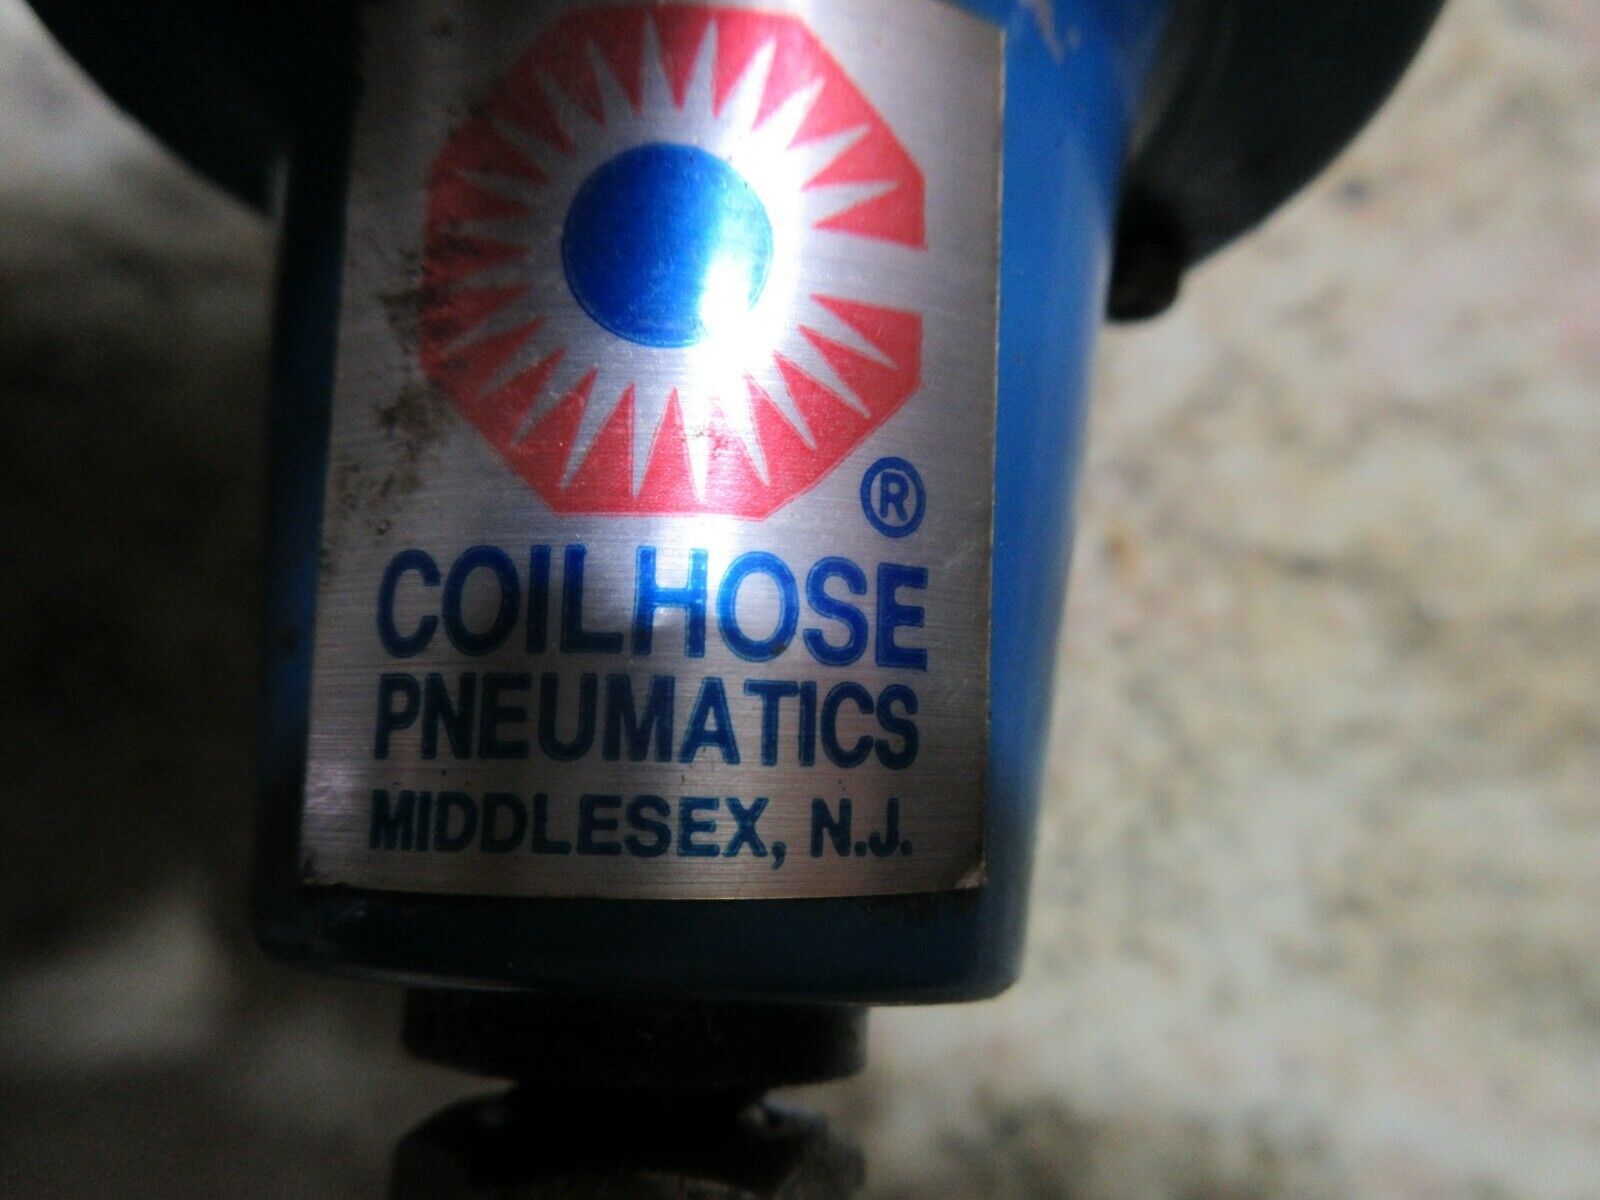 ®
COILHOSE
PNEUMATICS
MIDDLESEX, N.J.